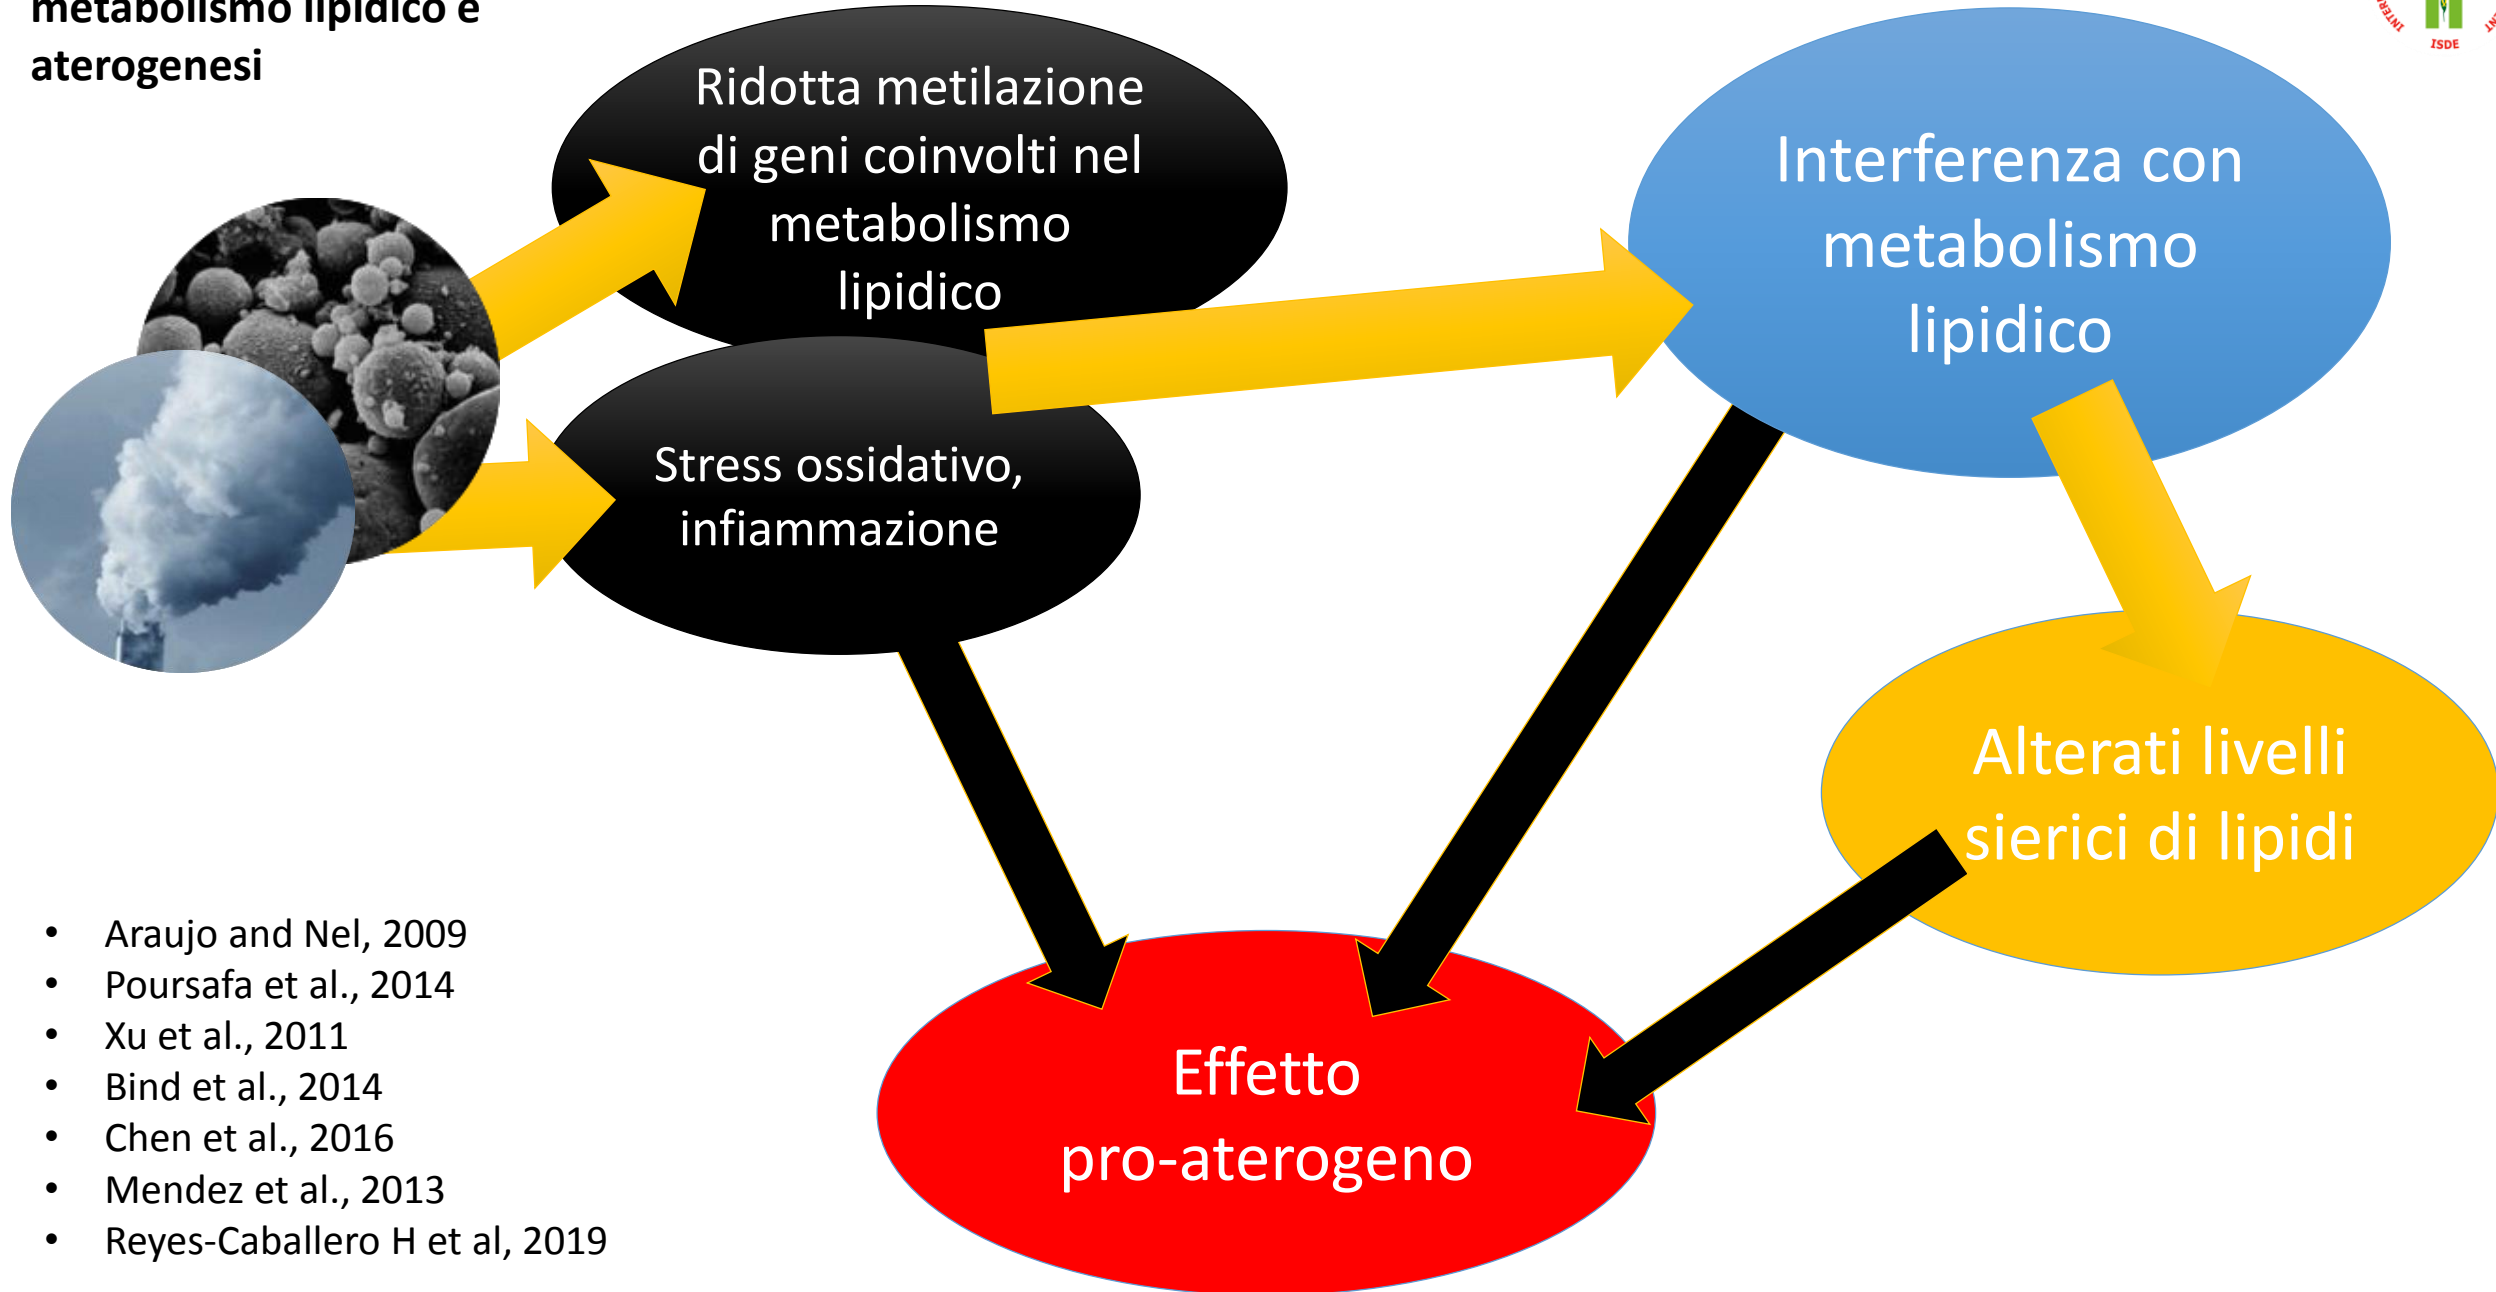 metabolismo lipidico e
aterogenesi
ISDE
Ridotta metilazione
di geni coinvolti nel
metabolismo
lipidico
Interferenza con
metabolismo
lipidico
Stress ossidativo,
infiammazione
Alterati livelli
sierici di lipidi
Effetto
pro-aterogeno
• Araujo and Nel, 2009
• Poursafa et al., 2014
• Xu et al., 2011
• Bind et al., 2014
• Chen et al., 2016
• Mendez et al., 2013
• Reyes-Caballero H et al, 2019